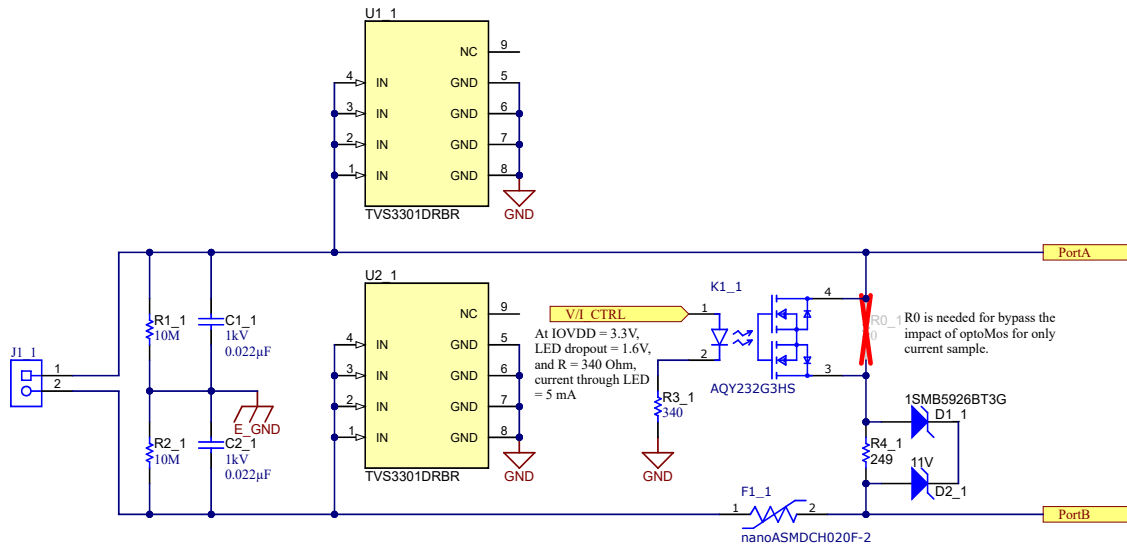 U1_1
NC 9
4 IN GND 5
3 IN GND 6
2 IN GND 7
1 IN GND 8
TVS3301DRBR
GND
PortA
U2_1
NC 9
4 IN GND 5
3 IN GND 6
2 IN GND 7
1 IN GND 8
TVS3301DRBR
GND
J1_1
1
2
R1_1
10M
C1_1
1kV
0.022µF
E_GND
R2_1
10M
C2_1
1kV
0.022µF
V/I CTRL
At IOVDD = 3.3V,
LED dropout = 1.6V,
and R = 340 Ohm,
current through LED
= 5 mA
K1_1
1
2
4
3
AQY232G3HS
R3_1
340
GND
R0_1
0
R0 is needed for bypass the
impact of optoMos for only
current sample.
1SMB5926BT3G
D1_1
R4_1
249
11V
D2_1
F1_1
1 2
nanoASMDCH020F-2
PortB